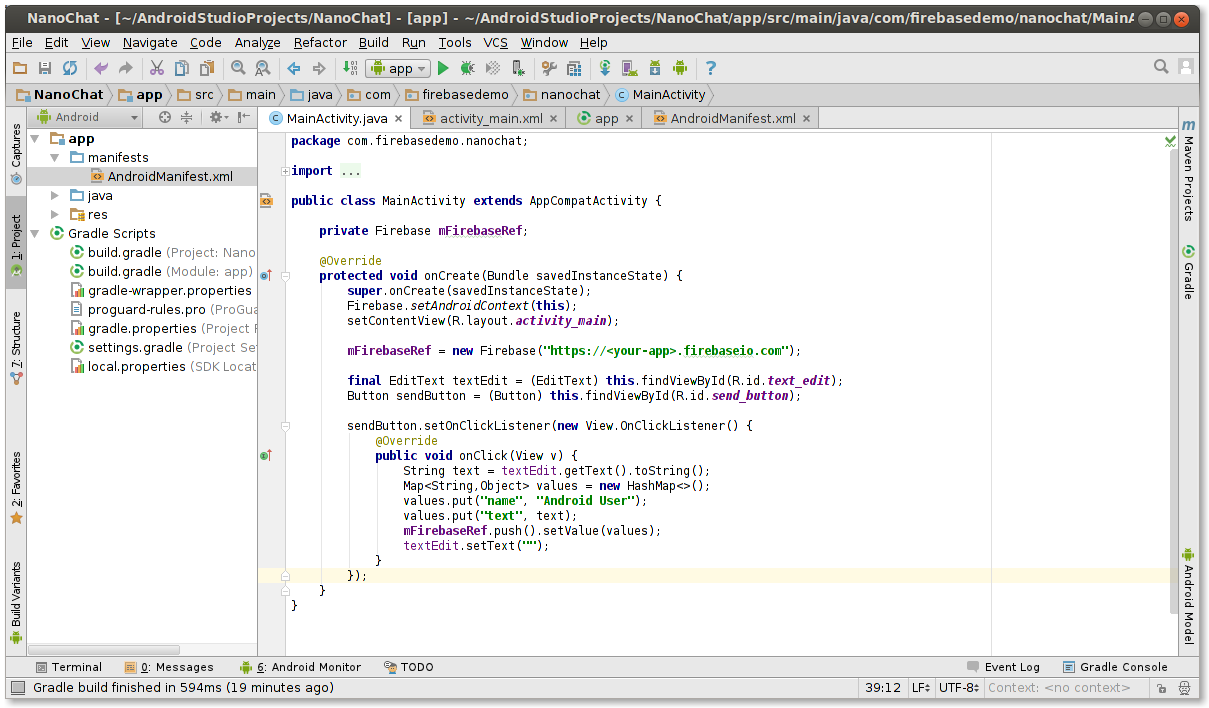 NanoChat - [~/AndroidStudioProjects/NanoChat] - [app] - ~/AndroidStudioProjects/NanoChat/app/src/main/java/com/firebasedemo/nanochat/MainA
File Edit View Navigate Code Analyze Refactor Build Run Tools VCS Window Help
app
NanoChat app src main java com firebasedemo nanochat MainActivity
Android
MainActivity.java activity_main.xml app AndroidManifest.xml
app
manifests
AndroidManifest.xml
java
res
Gradle Scripts
build.gradle (Project: Nano
build.gradle (Module: app)
gradle-wrapper.properties
proguard-rules.pro (ProGua
gradle.properties (Project P
settings.gradle (Project Set
local.properties (SDK Locat
Captures
1: Project
7: Structure
2: Favorites
Build Variants
package com.firebasedemo.nanochat;
import ...
public class MainActivity extends AppCompatActivity {
private Firebase mFirebaseRef;
@Override
protected void onCreate(Bundle savedInstanceState) {
super.onCreate(savedInstanceState);
Firebase.setAndroidContext(this);
setContentView(R.layout.activity_main);
mFirebaseRef = new Firebase("https://<your-app>.firebaseio.com");
final EditText textEdit = (EditText) this.findViewById(R.id.text_edit);
Button sendButton = (Button) this.findViewById(R.id.send_button);
sendButton.setOnClickListener(new View.OnClickListener() {
@Override
public void onClick(View v) {
String text = textEdit.getText().toString();
Map<String,Object> values = new HashMap<>();
values.put("name", "Android User");
values.put("text", text);
mFirebaseRef.push().setValue(values);
textEdit.setText("");
}
});
}
}
Maven Projects
Gradle
Android Model
Terminal 0: Messages 6: Android Monitor TODO Event Log Gradle Console
Gradle build finished in 594ms (19 minutes ago) 39:12 LF UTF-8 Context: <no context>